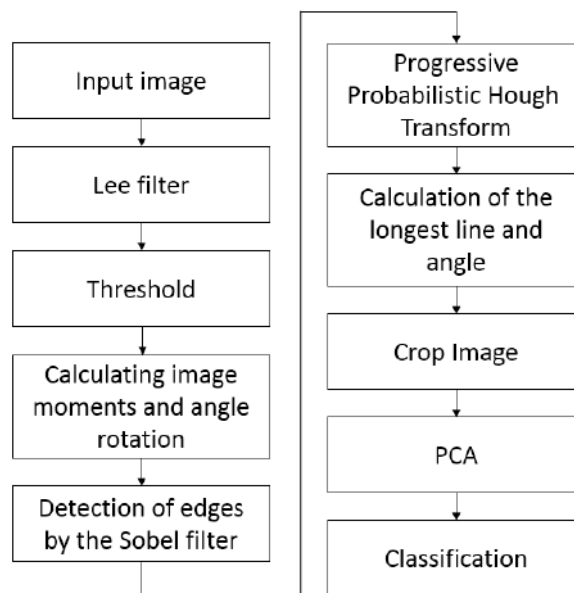 Input image
Lee filter
Threshold
Calculating image
moments and angle
rotation
Detection of edges
by the Sobel filter
Progressive
Probabilistic Hough
Transform
Calculation of the
longest line and
angle
Crop Image
PCA
Classification